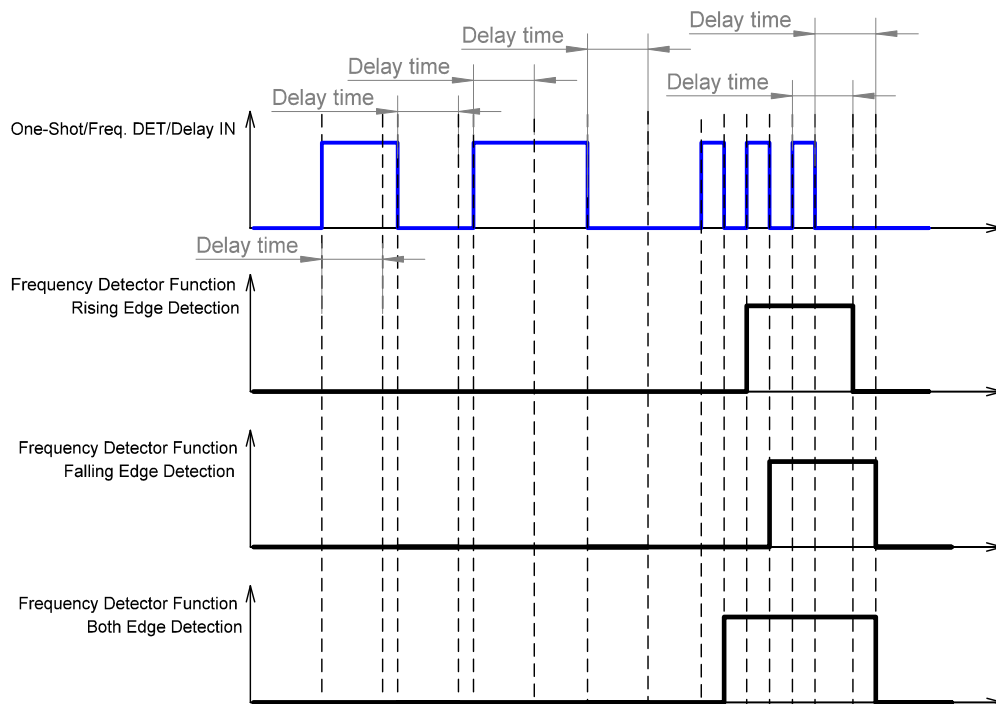 Delay time
Delay time
Delay time
Delay time
Delay time
One-Shot/Freq. DET/Delay IN
Delay time
Frequency Detector Function
Rising Edge Detection
Frequency Detector Function
Falling Edge Detection
Frequency Detector Function
Both Edge Detection